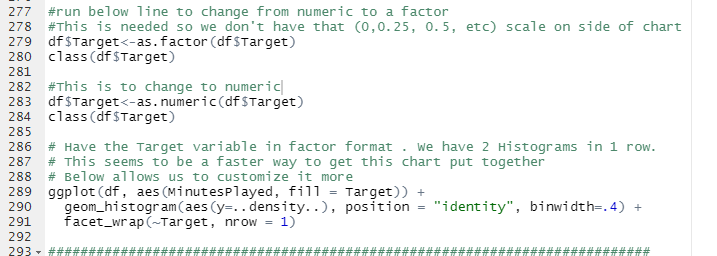 277 #run below line to change from numeric to a factor
278 #This is needed so we don't have that (0,0.25, 0.5, etc) scale on side of chart
279 df$Target<-as.factor(df$Target)
280 class(df$Target)
281
282 #This is to change to numeric
283 df$Target<-as.numeric(df$Target)
284 class(df$Target)
285
286 # Have the Target variable in factor format . We have 2 Histograms in 1 row.
287 # This seems to be a faster way to get this chart put together
288 # Below allows us to customize it more
289 ggplot(df, aes(MinutesPlayed, fill = Target)) +
290   geom_histogram(aes(y=..density..), position = "identity", binwidth=.4) +
291   facet_wrap(~Target, nrow = 1)
292
293 ###########################################################################